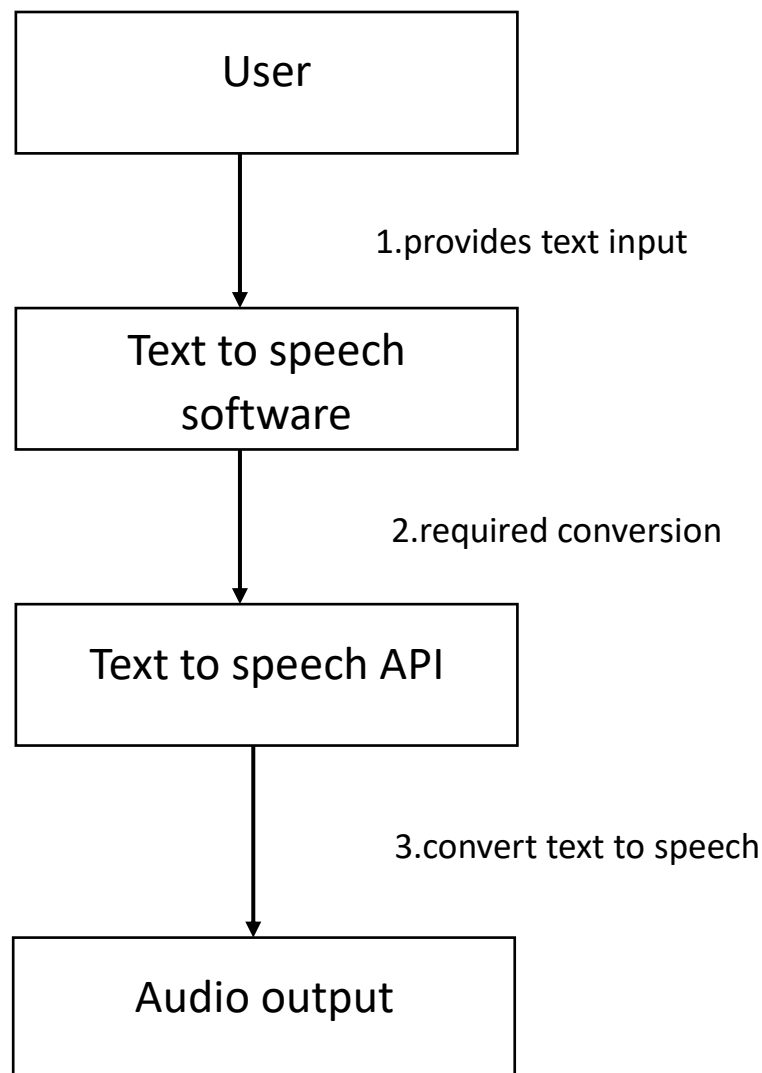 User
1.provides text input
Text to speech
software
2.required conversion
Text to speech API
3.convert text to speech
Audio output